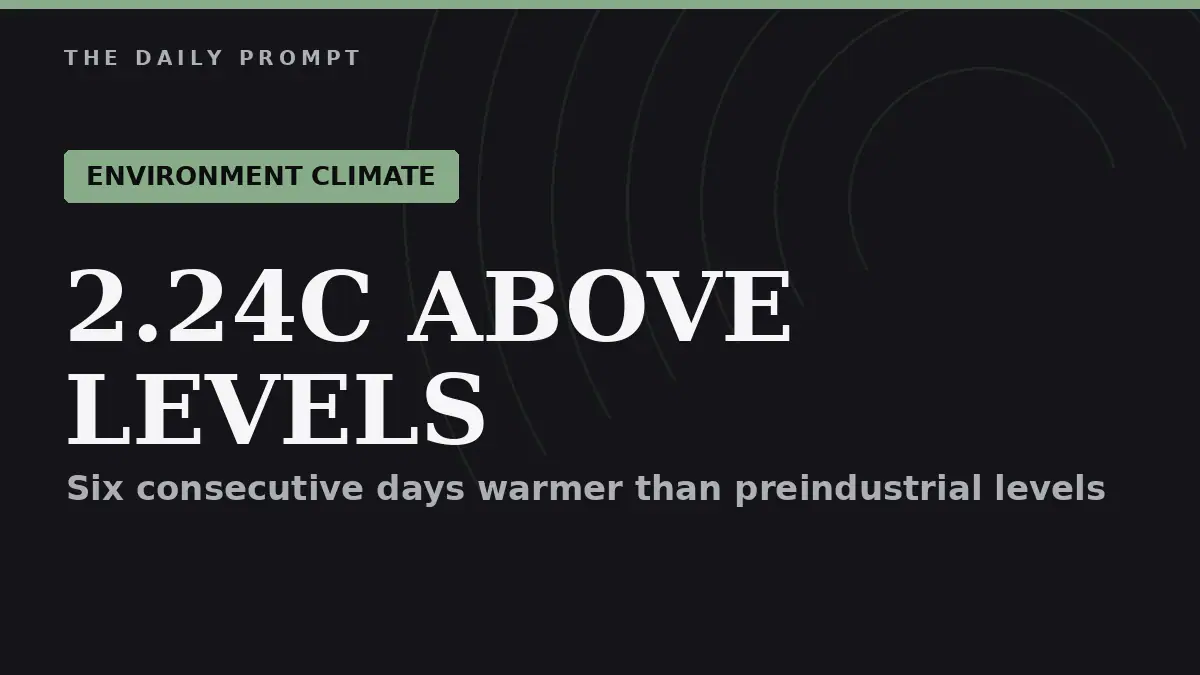 THE DAILY PROMPT
ENVIRONMENT CLIMATE
2.24C ABOVE
LEVELS
Six consecutive days warmer than preindustrial levels